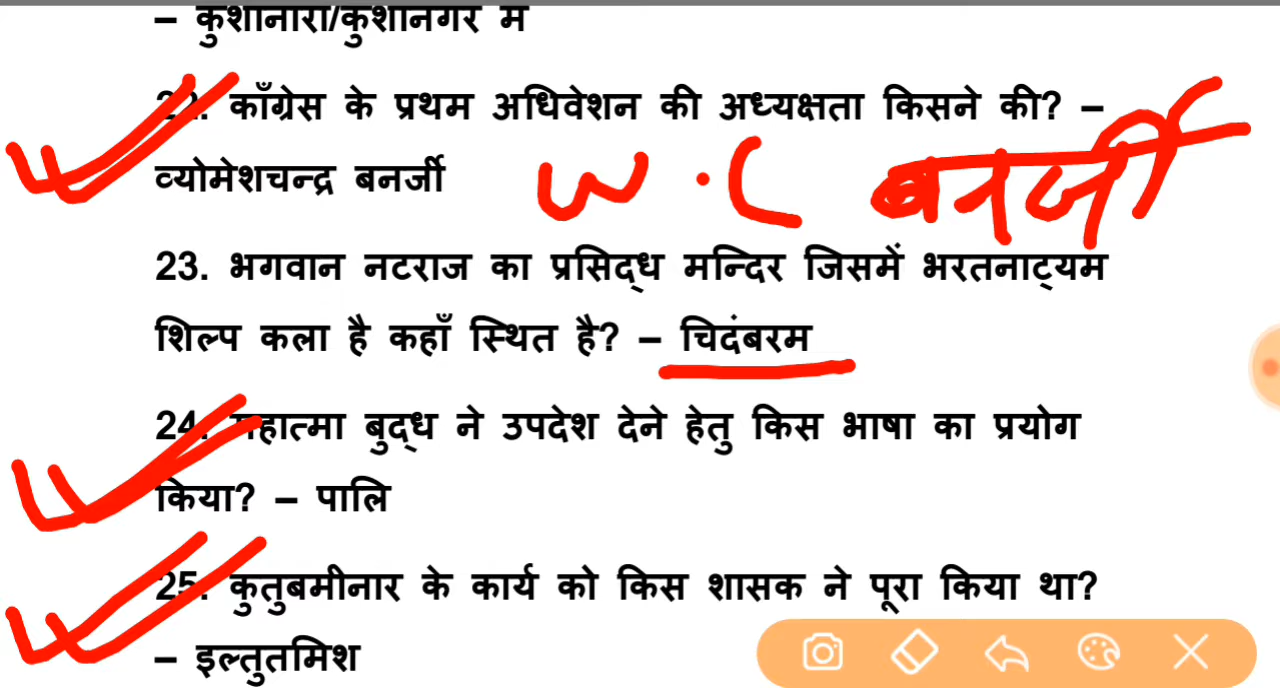 – कुशीनारा/कुशीनगर में
22. काँग्रेस के प्रथम अधिवेशन की अध्यक्षता किसने की? –
व्योमेशचन्द्र बनर्जी
W.C बनर्जी
23. भगवान नटराज का प्रसिद्ध मन्दिर जिसमें भरतनाट्यम
शिल्प कला है कहाँ स्थित है? – चिदंबरम
24. महात्मा बुद्ध ने उपदेश देने हेतु किस भाषा का प्रयोग
किया? – पालि
25. कुतुबमीनार के कार्य को किस शासक ने पूरा किया था?
– इल्तुतमिश